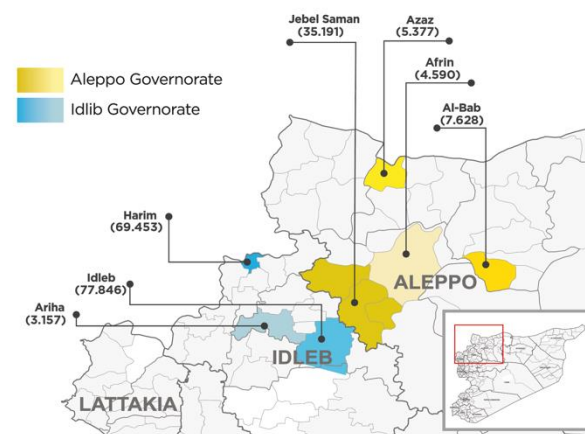 Jebel Saman
(35.191)
Azaz
(5.377)
Afrin
(4.590)
Al-Bab
(7.628)
Aleppo Governorate
Idlib Governorate
Harim
(69.453)
Idleb
(77.846)
Ariha
(3.157)
ALEPPO
IDLEB
LATTAKIA